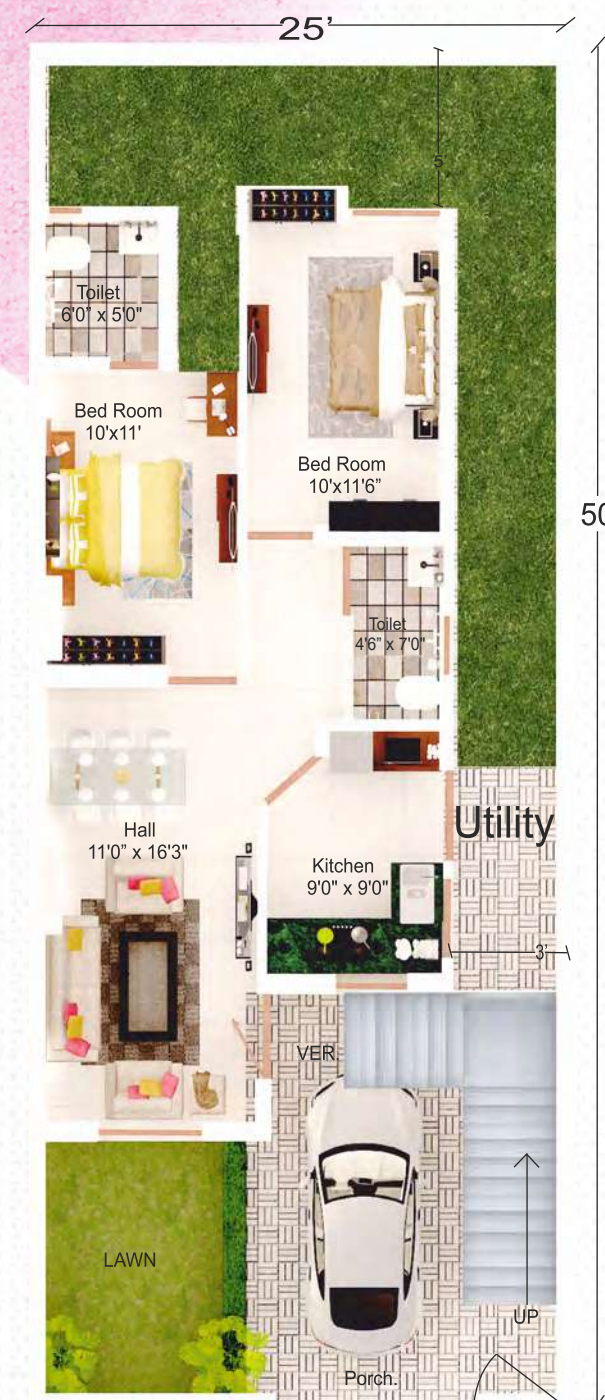 25'
5'
Toilet
6'0" x 5'0"
Bed Room
10'x11'
Bed Room
10'x11'6"
50
Toilet
4'6" x 7'0"
Hall
11'0" x 16'3"
Kitchen
9'0" x 9'0"
Utility
3'
VER.
LAWN
UP
Porch.